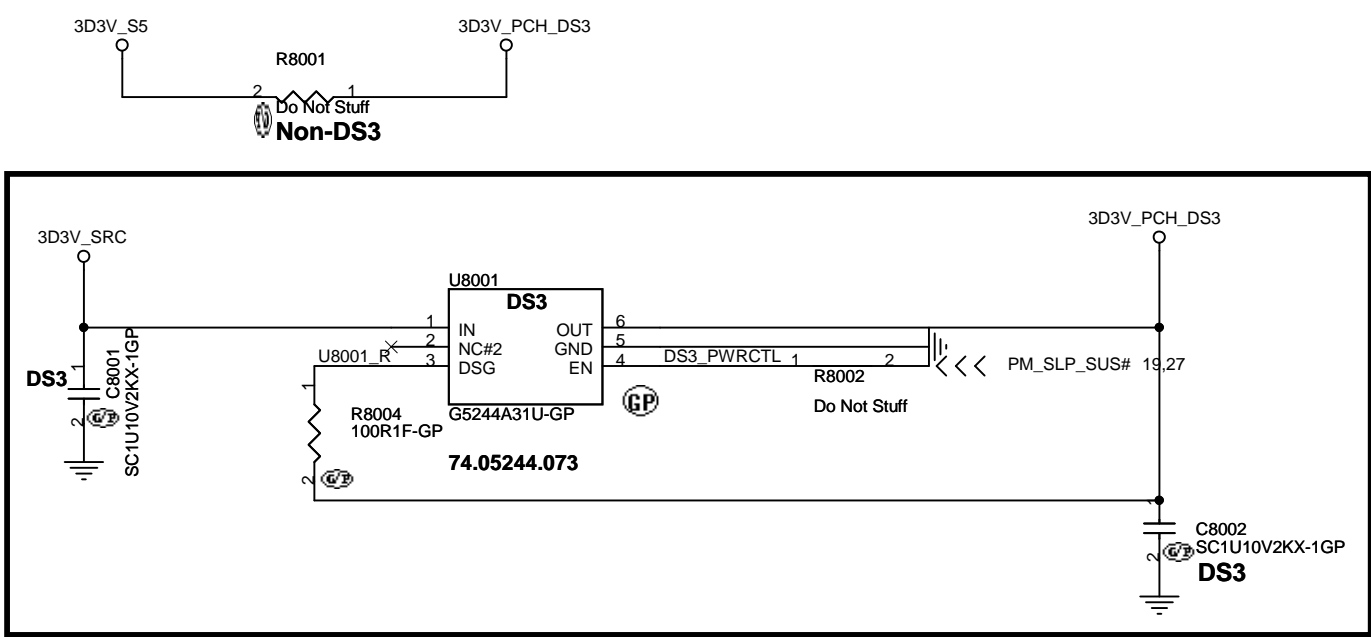 3D3V_S5
3D3V_PCH_DS3
R8001
2
1
Do Not Stuff
Non-DS3
3D3V_SRC
3D3V_PCH_DS3
U8001
DS3
1
IN
OUT
6
2
NC#2
GND
5
U8001_R
3
DSG
EN
4
DS3_PWRCTL
1
2
PM_SLP_SUS# 19,27
R8002
Do Not Stuff
DS3
1
C8001
2
G/P
SC1U10V2KX-1GP
1
R8004
100R1F-GP
2
G/P
G5244A31U-GP
GP
74.05244.073
C8002
SC1U10V2KX-1GP
2
G/P
DS3